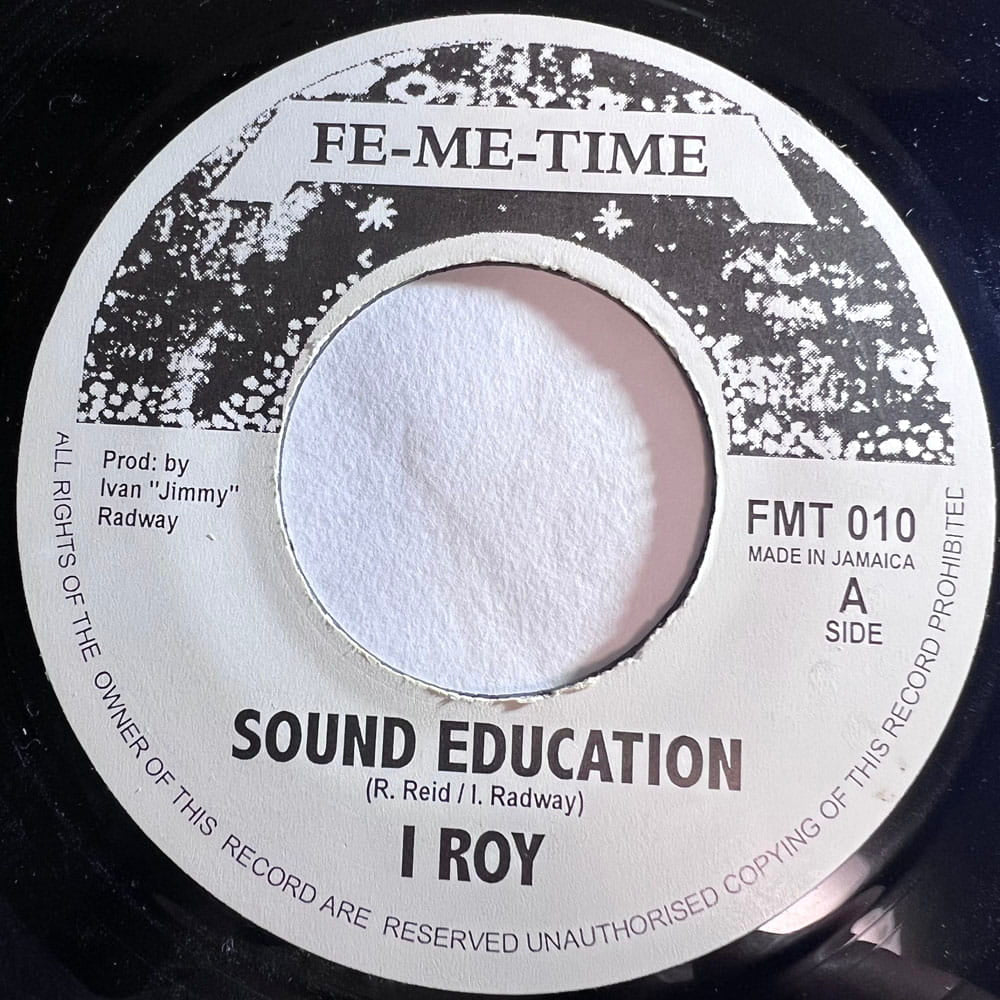 FE-ME-TIME
Prod: by
Ivan "Jimmy"
Radway
FMT 010
MADE IN JAMAICA
A
SIDE
SOUND EDUCATION
(R. Reid / I. Radway)
I ROY
ALL RIGHTS OF THE OWNER OF THIS RECORD ARE RESERVED UNAUTHORISED COPYING OF THIS RECORD PROHIBITED